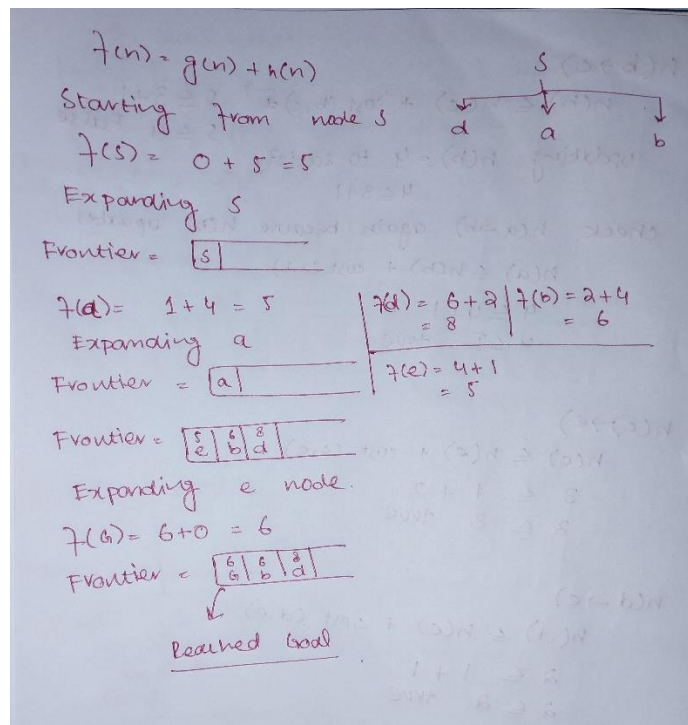 f(n) = g(n) + h(n)
S
d a b
Starting from node S
f(s) = 0 + 5 = 5
Expanding S
Frontier = S
f(a) = 1 + 4 = 5
f(d) = 6 + 2 = 8
f(b) = 2 + 4 = 6
Expanding a
Frontier = a
f(e) = 4 + 1 = 5
Frontier = 5 e 6 b 8 d
Expanding e node.
f(G) = 6 + 0 = 6
Frontier = 6 G 6 b 8 d
Reached Goal